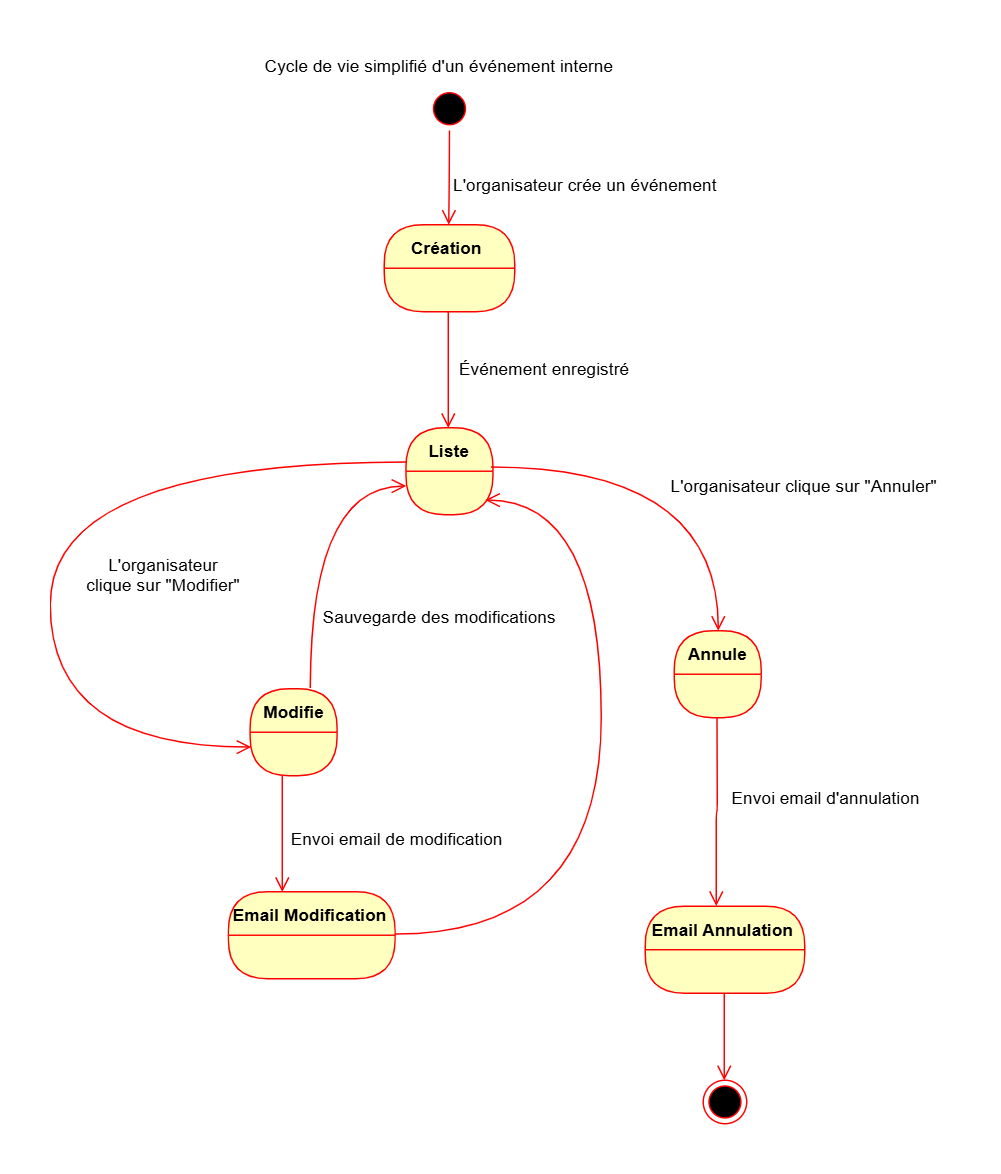 Cycle de vie simplifié d'un événement interne
L'organisateur crée un événement
Création
Événement enregistré
Liste
L'organisateur clique sur "Annuler"
L'organisateur
clique sur "Modifier"
Sauvegarde des modifications
Annule
Modifie
Envoi email d'annulation
Envoi email de modification
Email Modification
Email Annulation